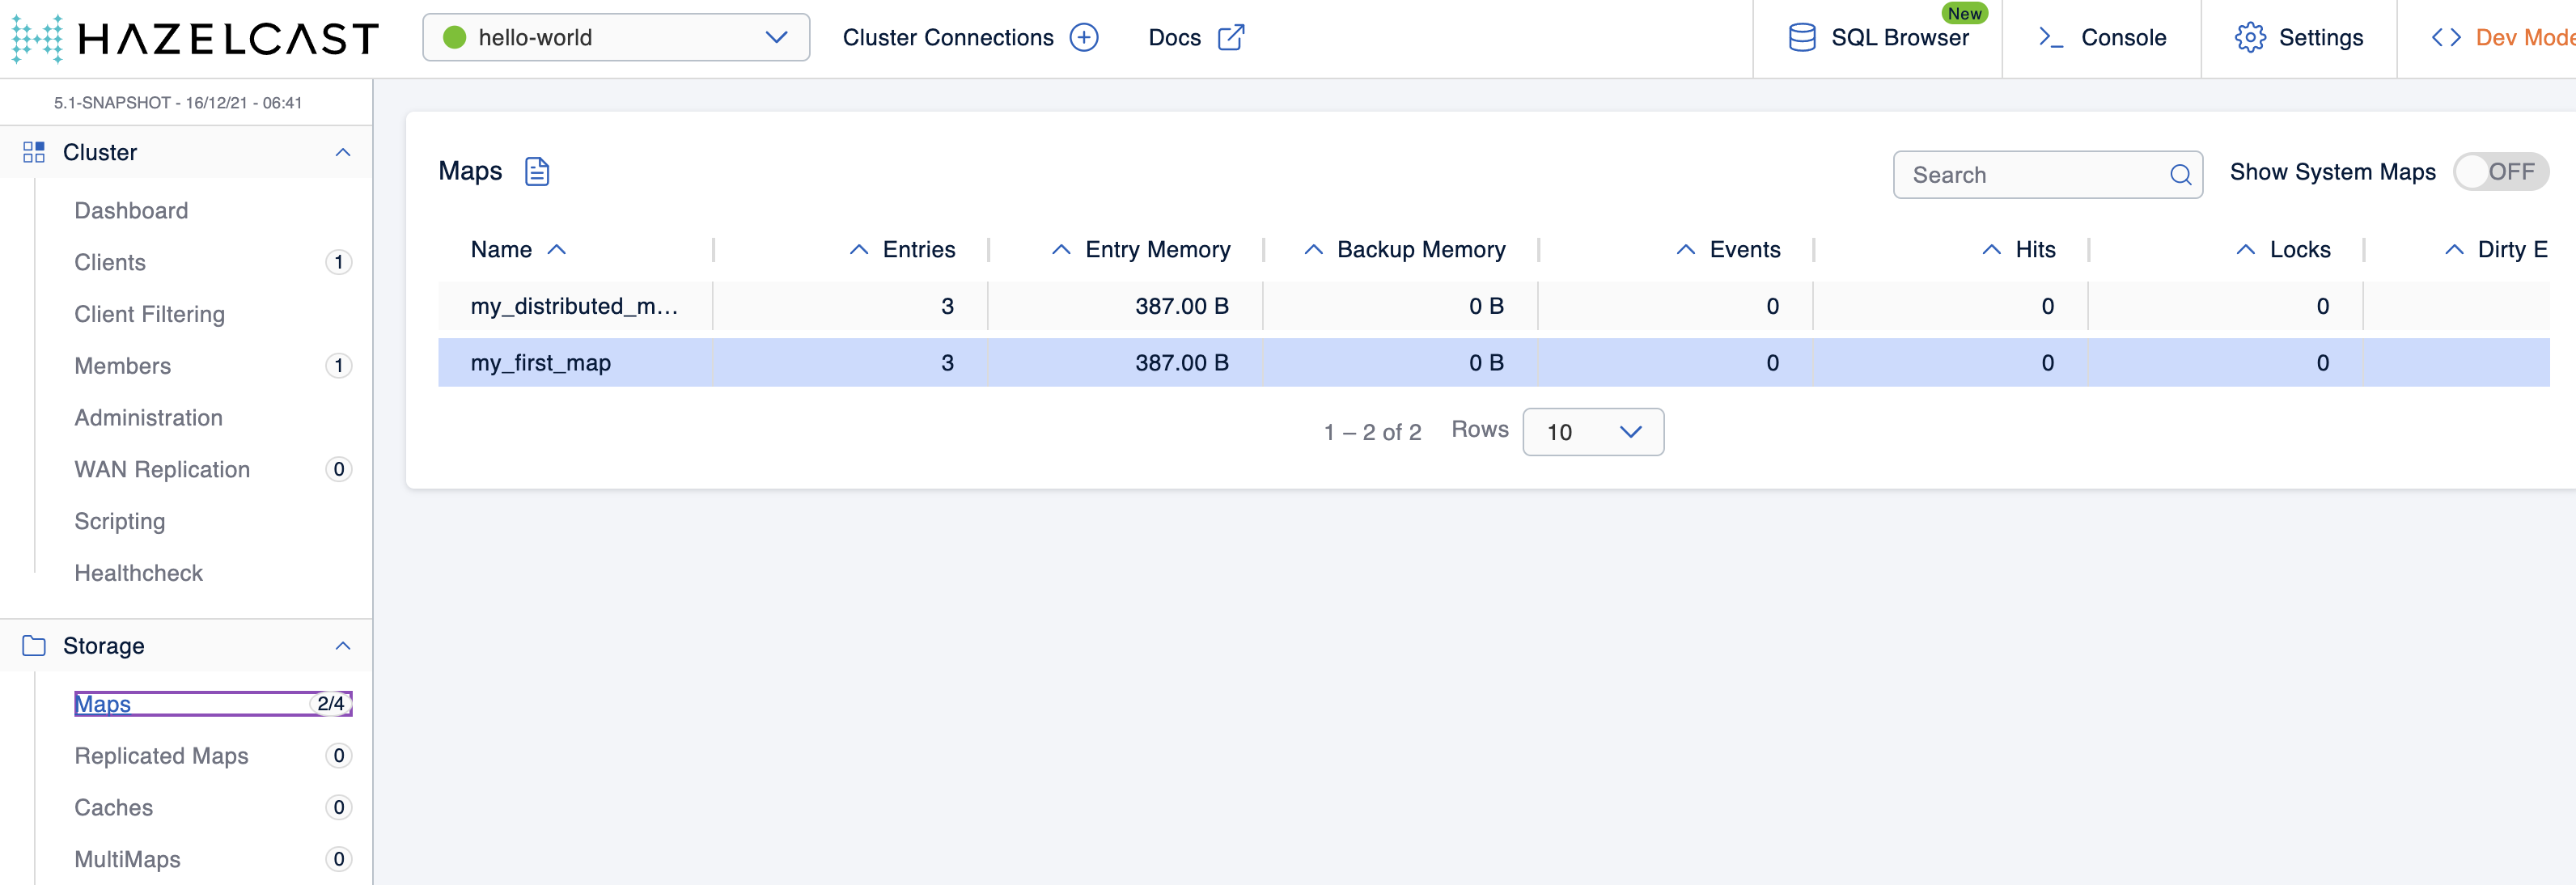 HAZELCAST
hello-world
Cluster Connections
Docs
New
SQL Browser
Console
Settings
Dev Mode
5.1-SNAPSHOT - 16/12/21 - 06:41
Cluster
Dashboard
Clients 1
Client Filtering
Members 1
Administration
WAN Replication 0
Scripting
Healthcheck
Storage
Maps 2/4
Replicated Maps 0
Caches 0
MultiMaps 0
Maps
Search
Show System Maps OFF
Name Entries Entry Memory Backup Memory Events Hits Locks Dirty E
my_distributed_m... 3 387.00 B 0 B 0 0 0
my_first_map 3 387.00 B 0 B 0 0 0
1 – 2 of 2 Rows 10